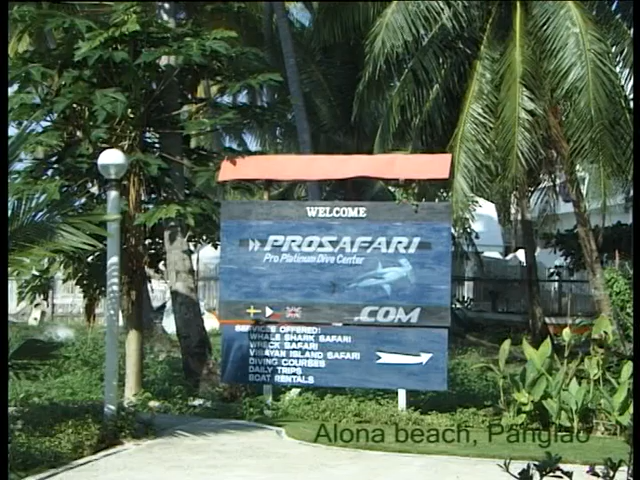 WELCOME
PROSAFARI
Pro Platinum Dive Center
.COM
SERVICES OFFERED:
WHALE SHARK SAFARI
WRECK SAFARI
VISAYAN ISLAND SAFARI
DIVING COURSES
DAILY TRIPS
BOAT RENTALS
Alona beach, Panglao